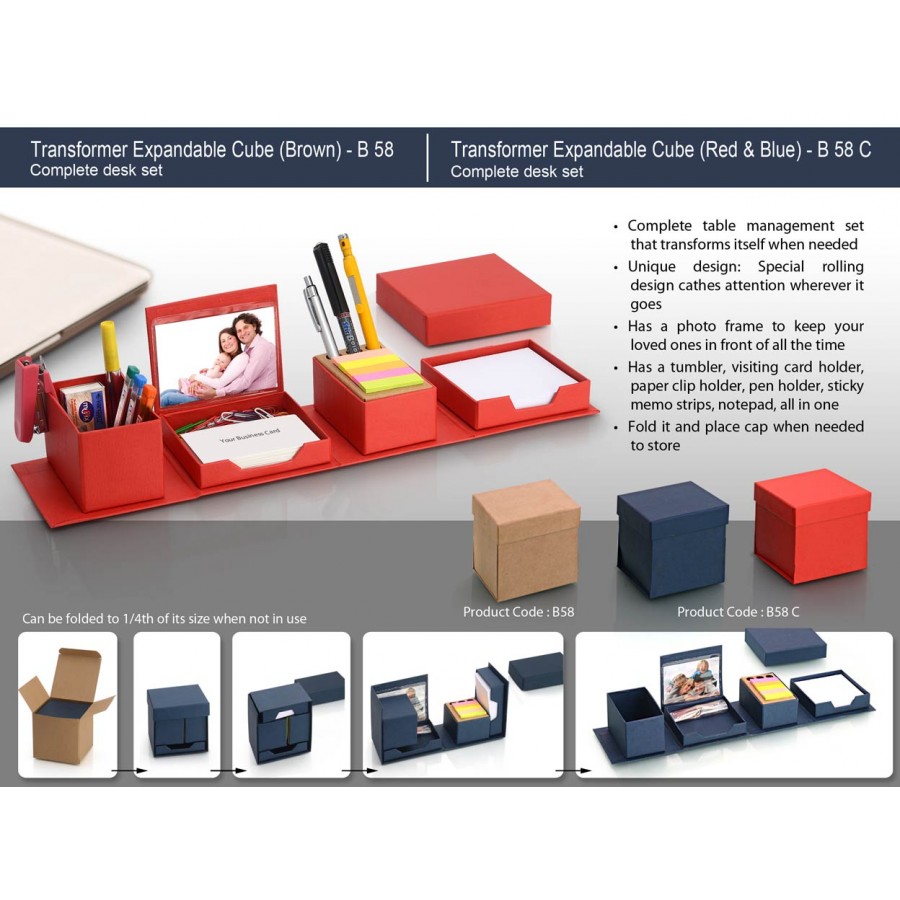 Transformer Expandable Cube (Brown) - B 58
Complete desk set
Transformer Expandable Cube (Red & Blue) - B 58 C
Complete desk set
• Complete table management set
that transforms itself when needed
• Unique design: Special rolling
design cathes attention wherever it
goes
• Has a photo frame to keep your
loved ones in front of all the time
• Has a tumbler, visiting card holder,
paper clip holder, pen holder, sticky
memo strips, notepad, all in one
• Fold it and place cap when needed
to store
Your Business Card
Product Code : B58
Product Code : B58 C
Can be folded to 1/4th of its size when not in use